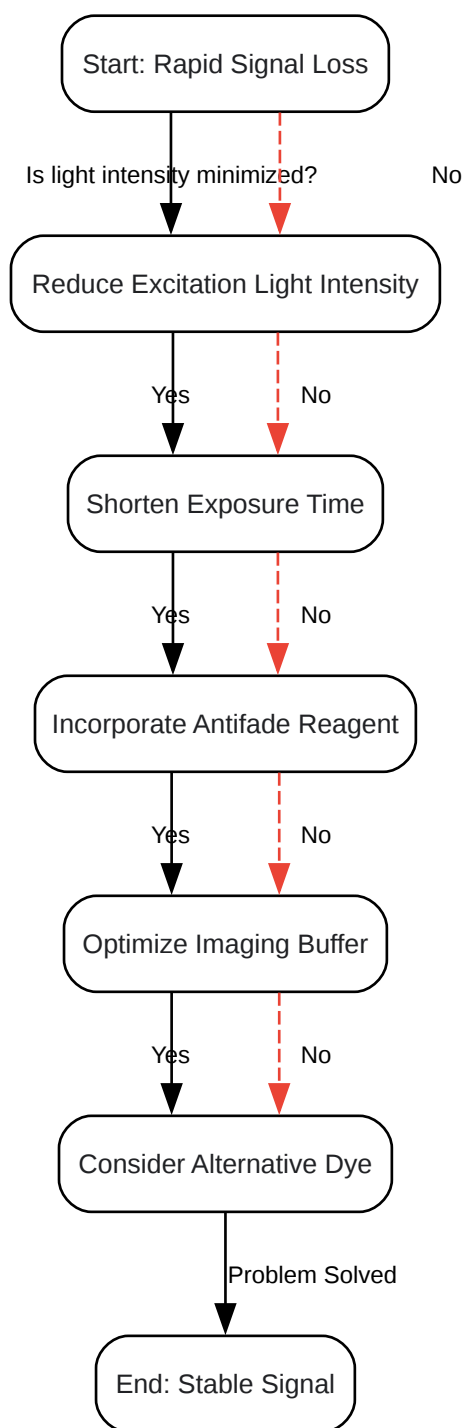 Start: Rapid Signal Loss
Is light intensity minimized? No
Reduce Excitation Light Intensity
Yes No
Shorten Exposure Time
Yes No
Incorporate Antifade Reagent
Yes No
Optimize Imaging Buffer
Yes No
Consider Alternative Dye
Problem Solved
End: Stable Signal